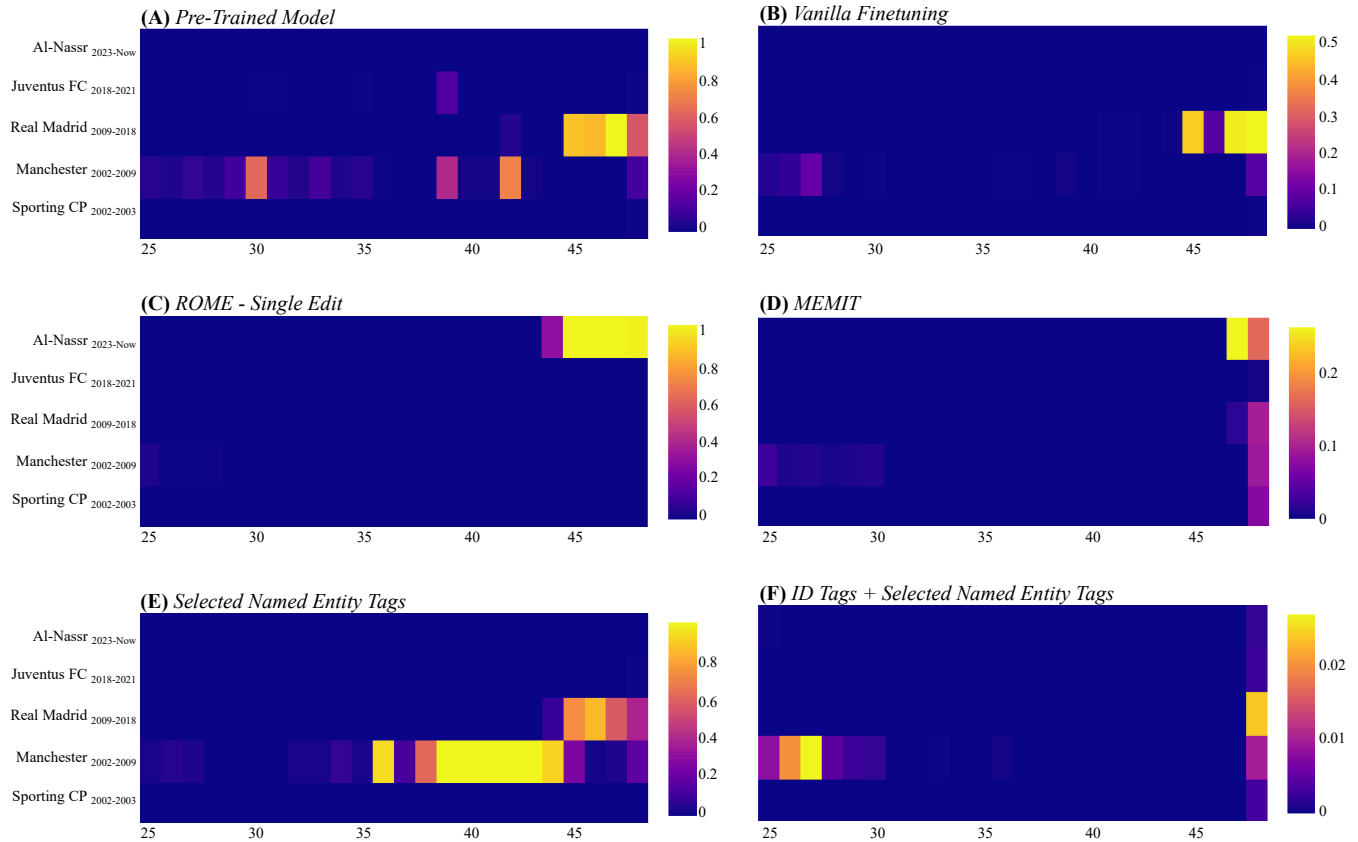 (A) Pre-Trained Model
Al-Nassr 2023-Now
Juventus FC 2018-2021
Real Madrid 2009-2018
Manchester 2002-2009
Sporting CP 2002-2003
25 30 35 40 45
1
0.8
0.6
0.4
0.2
0
(B) Vanilla Finetuning
25 30 35 40 45
0.5
0.4
0.3
0.2
0.1
0
(C) ROME - Single Edit
Al-Nassr 2023-Now
Juventus FC 2018-2021
Real Madrid 2009-2018
Manchester 2002-2009
Sporting CP 2002-2003
25 30 35 40 45
1
0.8
0.6
0.4
0.2
0
(D) MEMIT
25 30 35 40 45
0.2
0.1
0
(E) Selected Named Entity Tags
Al-Nassr 2023-Now
Juventus FC 2018-2021
Real Madrid 2009-2018
Manchester 2002-2009
Sporting CP 2002-2003
25 30 35 40 45
0.8
0.6
0.4
0.2
0
(F) ID Tags + Selected Named Entity Tags
25 30 35 40 45
0.02
0.01
0